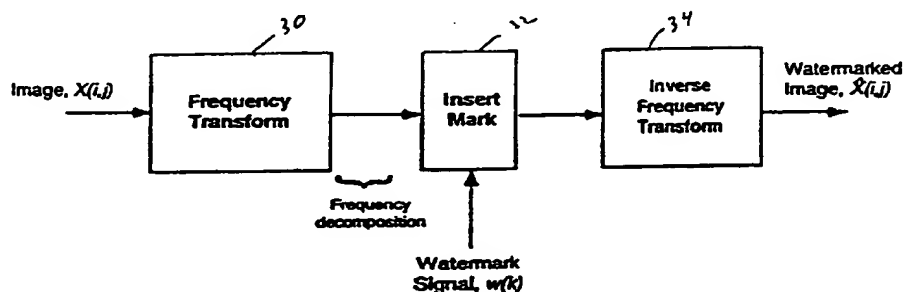 30
32
34
Image, X(i,j)
Frequency
Transform
Insert
Mark
Inverse
Frequency
Transform
Watermarked
Image, X̂(i,j)
Frequency
decomposition
Watermark
Signal, w(k)